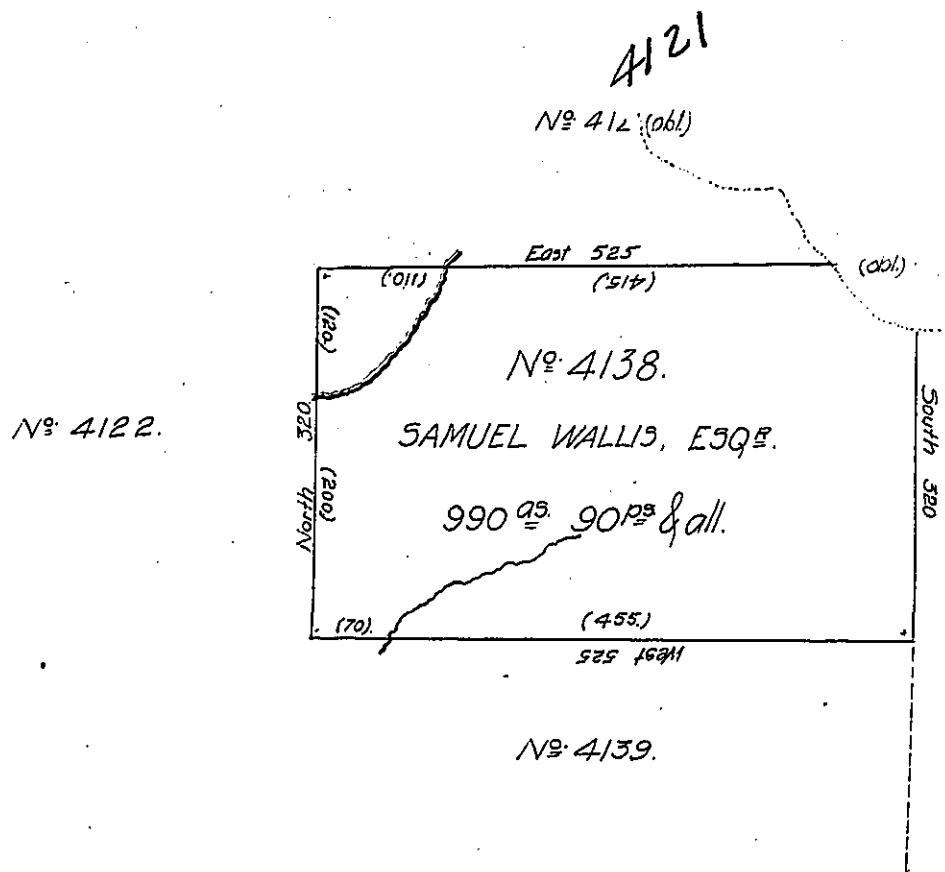 4121
Nº 412 (obl.)
East 525
(110.)
(415.)
(obl.)
(120.)
Nº 4138.
Nº 4122.
North 320.
(200)
South 320
SAMUEL WALLIS, ESQR.
990 as. 90 ps & all.
(70).
(455.)
West 525
Nº 4139.